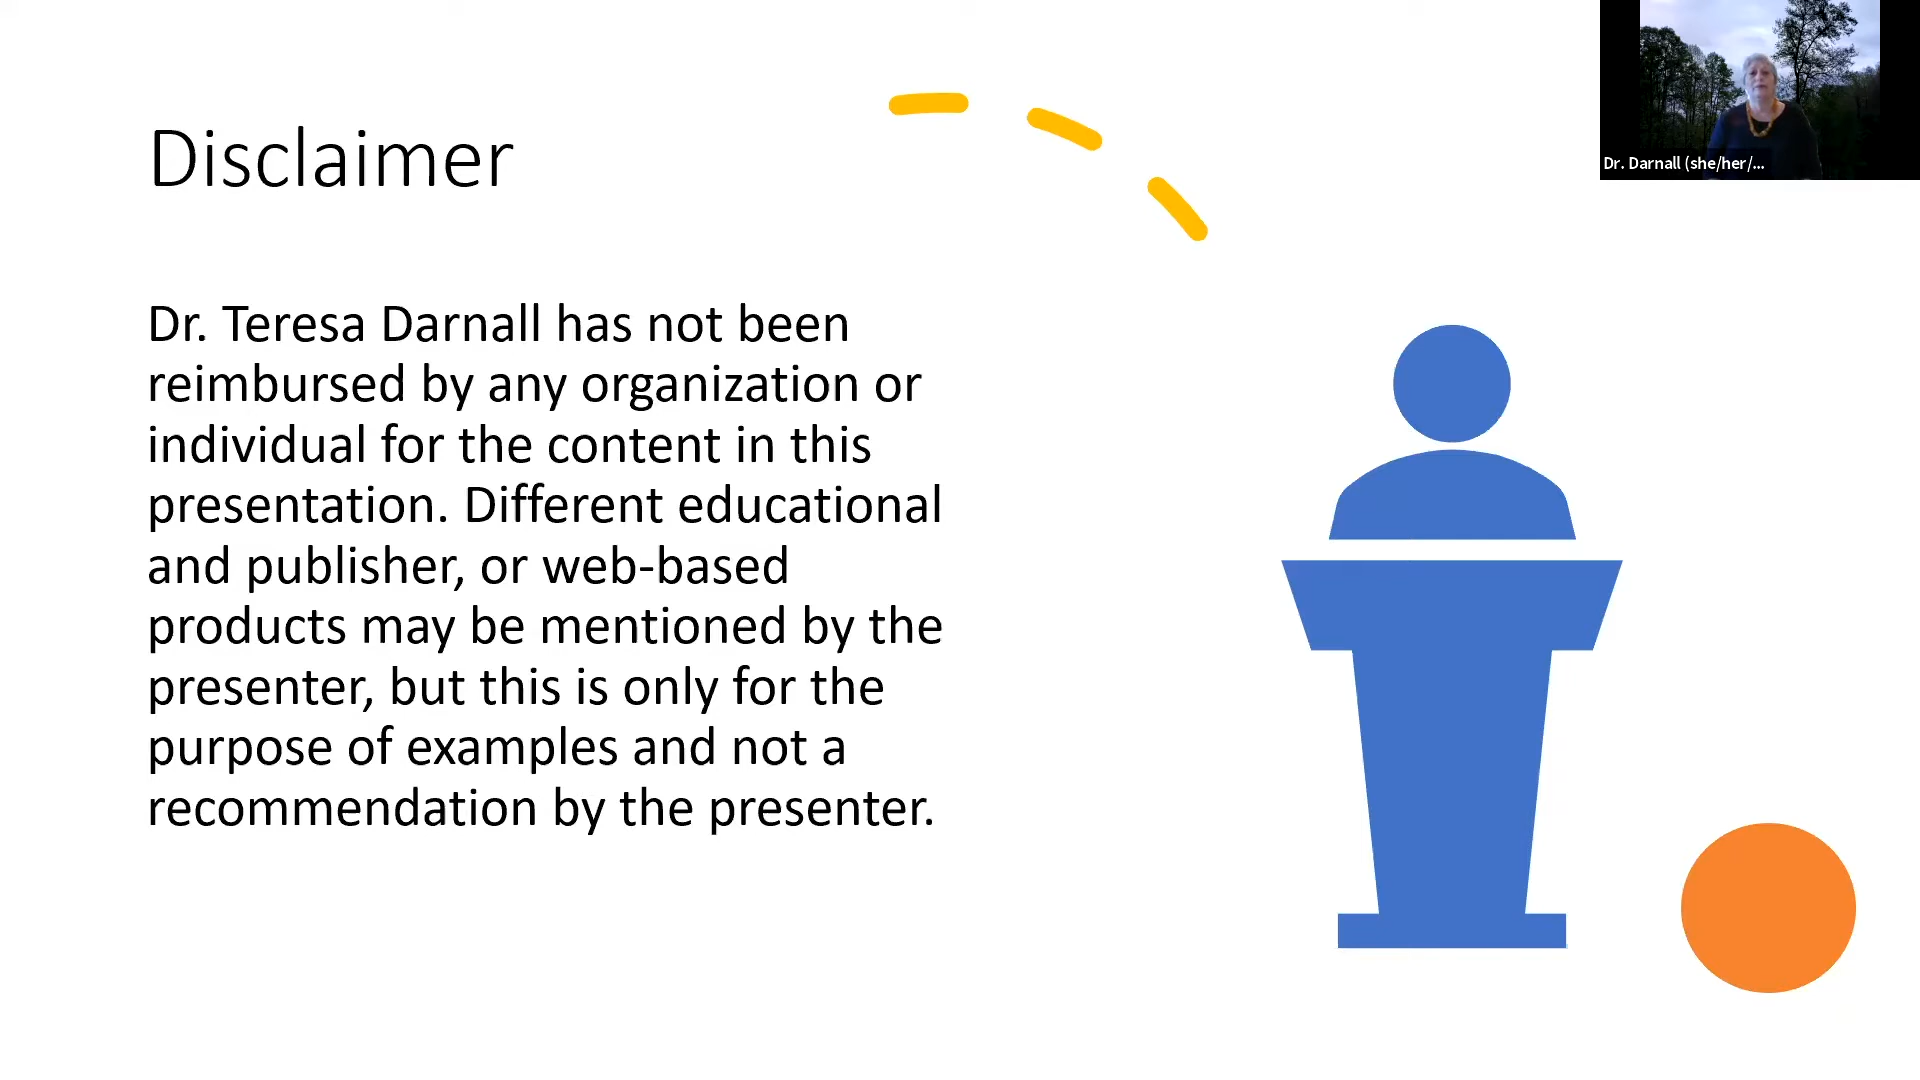 Disclaimer
Dr. Teresa Darnall has not been
reimbursed by any organization or
individual for the content in this
presentation. Different educational
and publisher, or web-based
products may be mentioned by the
presenter, but this is only for the
purpose of examples and not a
recommendation by the presenter.
Dr. Darnall (she/her/...